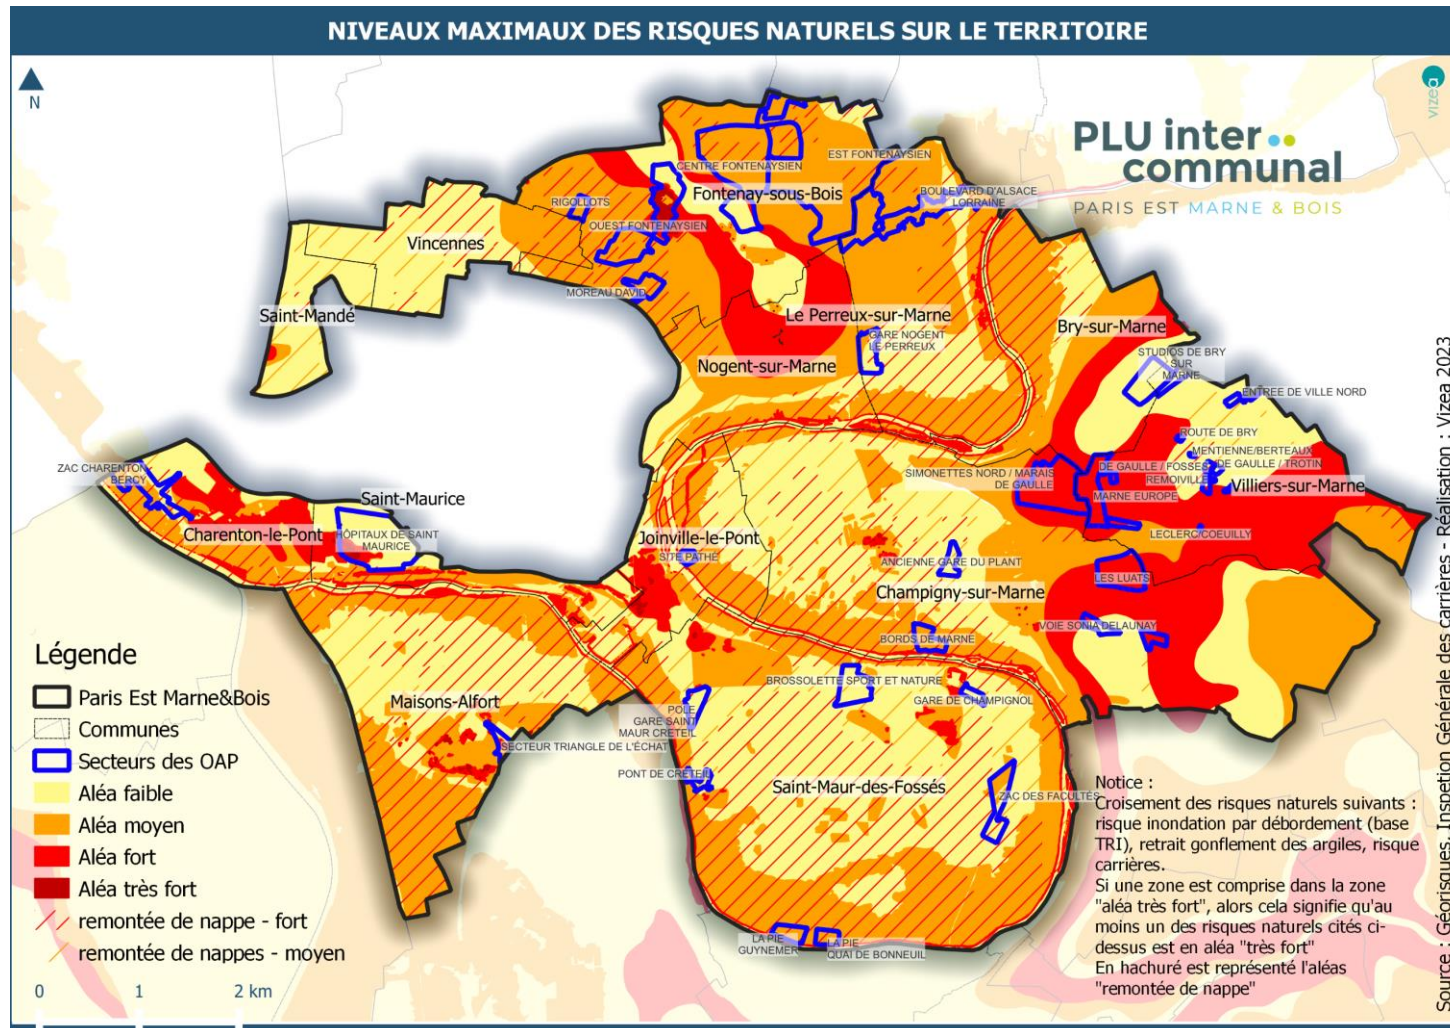 NIVEAUX MAXIMAUX DES RISQUES NATURELS SUR LE TERRITOIRE
N
vizea
PLU inter
communal
PARIS EST MARNE & BOIS
CENTRE FONTENAYSIEN
EST FONTENAYSIEN
Fontenay-sous-Bois
BOULEVARD D'ALSACE
LORRAINE
RIGOLLOTS
OUEST FONTENAYSIEN
Vincennes
MOREAU DAVID
Saint-Mandé
Le Perreux-sur-Marne
GARE NOGENT
LE PERREUX
Bry-sur-Marne
Nogent-sur-Marne
STUDIOS DE BRY
SUR
MARNE
ENTREE DE VILLE NORD
ROUTE DE BRY
MENTIENNE/BERTEAUX
DE GAULLE / TROTIN
DE GAULLE / FOSSES
REMOIVILLE
Villiers-sur-Marne
SIMONETTES NORD / MARAIS
DE GAULLE
MARNE EUROPE
LECLERC/COEUILLY
ZAC CHARENTON
BERCY
Saint-Maurice
Charenton-le-Pont
HÔPITAUX DE SAINT
MAURICE
Joinville-le-Pont
SITE PATHÉ
ANCIENNE GARE DU PLANT
LES LUATS
Champigny-sur-Marne
VOIE SONIA DELAUNAY
BORDS DE MARNE
BROSSOLETTE SPORT ET NATURE
GARE DE CHAMPIGNOL
Maisons-Alfort
POLE
GARE SAINT
MAUR CRETEIL
SECTEUR TRIANGLE DE L'ÉCHAT
PONT DE CRÉTEIL
Saint-Maur-des-Fossés
ZAC DES FACULTÉS
LA PIE
GUYNEMER
LA PIE
QUAI DE BONNEUIL
Légende
Paris Est Marne&Bois
Communes
Secteurs des OAP
Aléa faible
Aléa moyen
Aléa fort
Aléa très fort
remontée de nappe - fort
remontée de nappes - moyen
0 1 2 km
Notice :
Croisement des risques naturels suivants :
risque inondation par débordement (base
TRI), retrait gonflement des argiles, risque
carrières.
Si une zone est comprise dans la zone
"aléa très fort", alors cela signifie qu'au
moins un des risques naturels cités ci-
dessus est en aléa "très fort"
En hachuré est représenté l'aléas
"remontée de nappe"
Source : Géorisques, Inspetion Générale des carrières - Réalisation : Vizea 2023